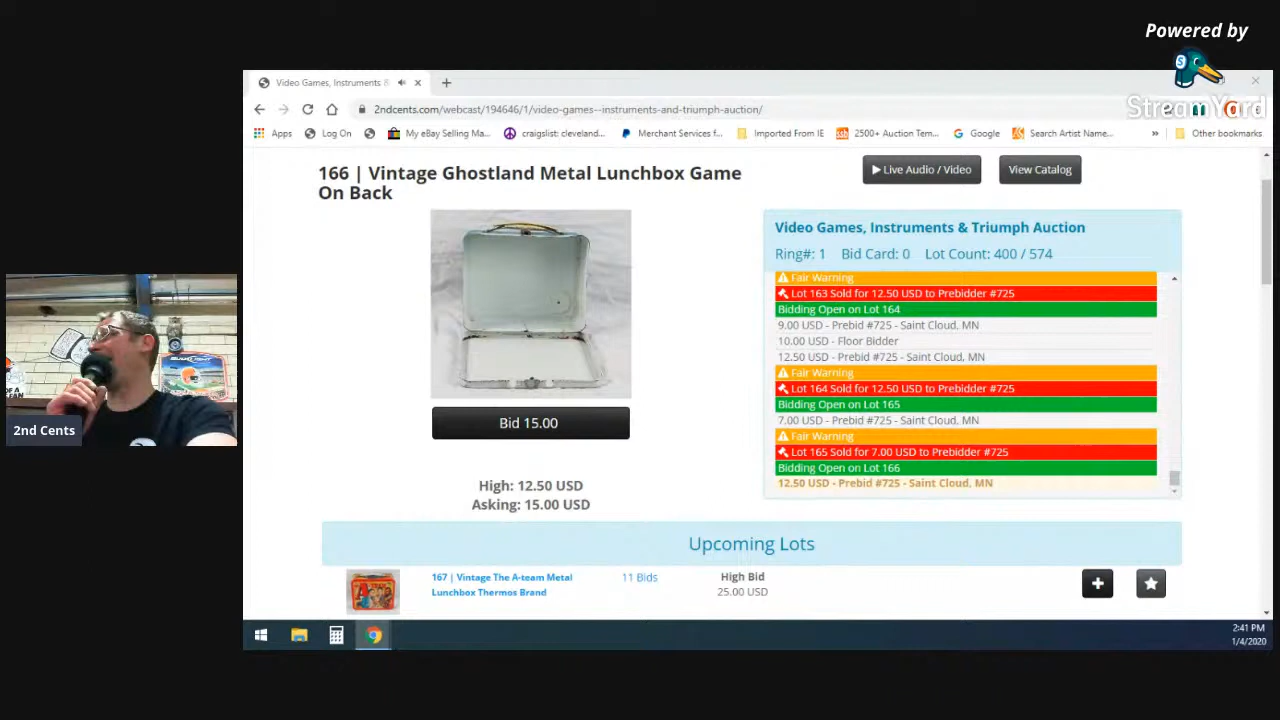 Powered by
StreamYard
Video Games, Instruments &
2ndcents.com/webcast/194646/1/video-games--instruments-and-triumph-auction/
Apps
Log On
My eBay Selling Ma...
craigslist: cleveland...
Merchant Services f...
Imported From IE
2500+ Auction Tem...
Google
Search Artist Name...
»
Other bookmarks
166 | Vintage Ghostland Metal Lunchbox Game
On Back
Live Audio / Video
View Catalog
Bid 15.00
High: 12.50 USD
Asking: 15.00 USD
Video Games, Instruments & Triumph Auction
Ring#: 1 Bid Card: 0 Lot Count: 400 / 574
Fair Warning
Lot 163 Sold for 12.50 USD to Prebidder #725
Bidding Open on Lot 164
9.00 USD - Prebid #725 - Saint Cloud, MN
10.00 USD - Floor Bidder
12.50 USD - Prebid #725 - Saint Cloud, MN
Fair Warning
Lot 164 Sold for 12.50 USD to Prebidder #725
Bidding Open on Lot 165
7.00 USD - Prebid #725 - Saint Cloud, MN
Fair Warning
Lot 165 Sold for 7.00 USD to Prebidder #725
Bidding Open on Lot 166
12.50 USD - Prebid #725 - Saint Cloud, MN
Upcoming Lots
167 | Vintage The A-team Metal
Lunchbox Thermos Brand
11 Bids
High Bid
25.00 USD
2nd Cents
2:41 PM
1/4/2020